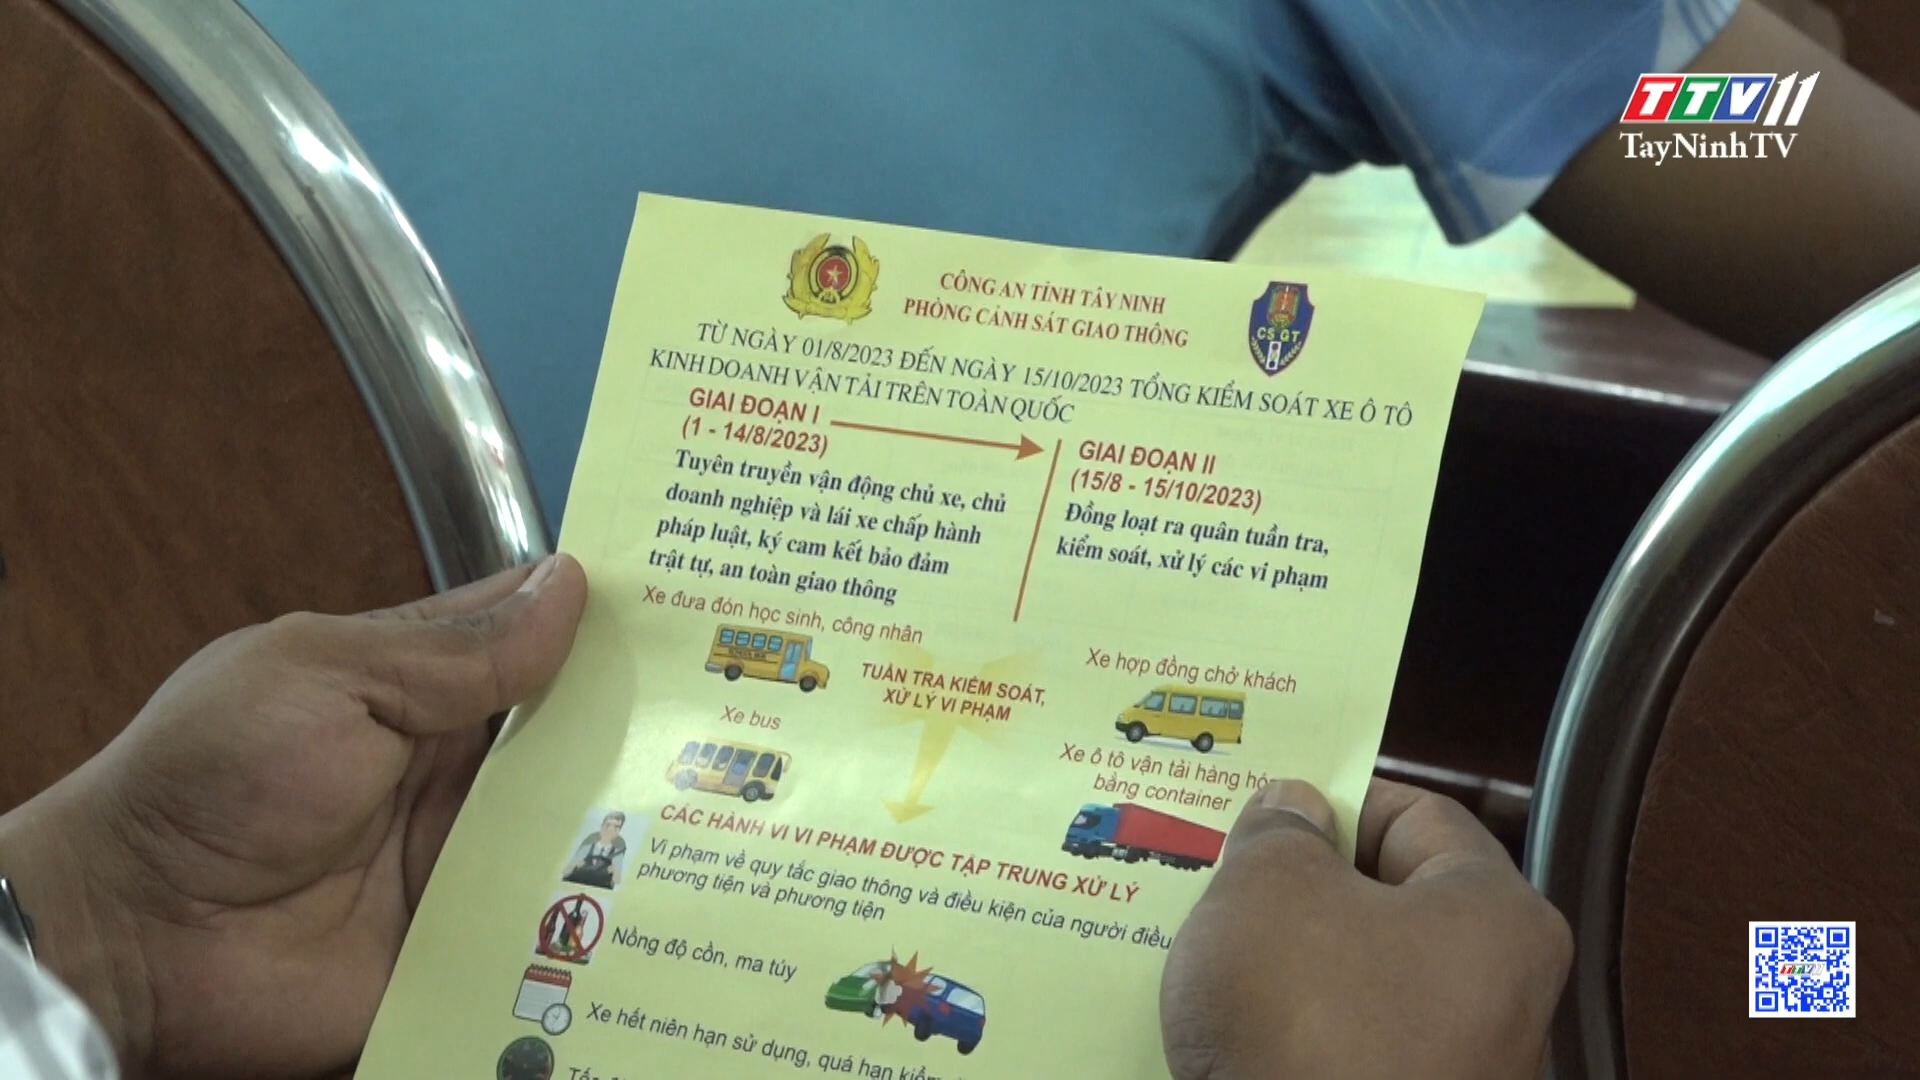 TTV11
TayNinhTV
CÔNG AN TỈNH TÂY NINH
PHÒNG CẢNH SÁT GIAO THÔNG
CSGT
TỪ NGÀY 01/8/2023 ĐẾN NGÀY 15/10/2023 TỔNG KIỂM SOÁT XE Ô TÔ
KINH DOANH VẬN TẢI TRÊN TOÀN QUỐC
GIAI ĐOẠN I
(1 - 14/8/2023)
Tuyên truyền vận động chủ xe, chủ
doanh nghiệp và lái xe chấp hành
pháp luật, ký cam kết bảo đảm
trật tự, an toàn giao thông
GIAI ĐOẠN II
(15/8 - 15/10/2023)
Đồng loạt ra quân tuần tra,
kiểm soát, xử lý các vi phạm
Xe đưa đón học sinh, công nhân
TUẦN TRA KIỂM SOÁT,
XỬ LÝ VI PHẠM
Xe hợp đồng chở khách
Xe bus
Xe ô tô vận tải hàng hó
bằng container
CÁC HÀNH VI VI PHẠM ĐƯỢC TẬP TRUNG XỬ LÝ
Vi phạm về quy tắc giao thông và điều kiện của người điều
phương tiện và phương tiện
Nồng độ cồn, ma túy
Xe hết niên hạn sử dụng, quá hạn kiểm